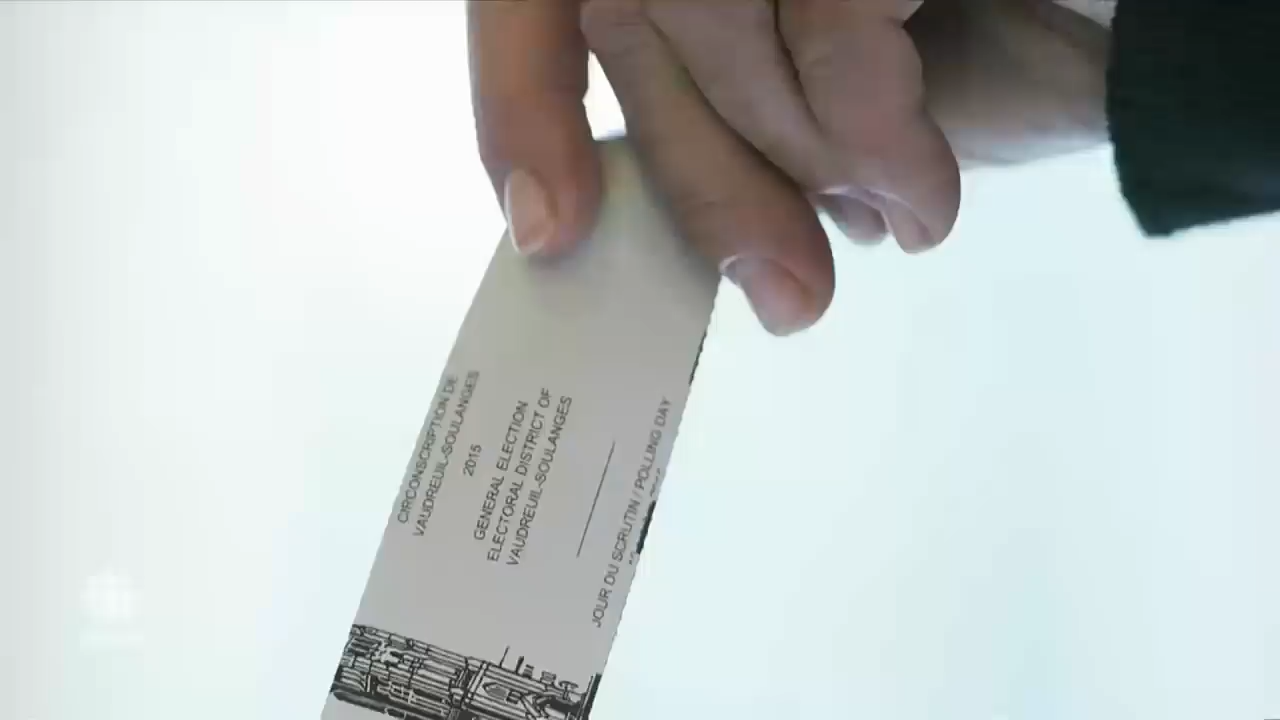 CIRCONSCRIPTION DE
VAUDREUIL-SOULANGES
2015
GENERAL ELECTION
ELECTORAL DISTRICT OF
VAUDREUIL-SOULANGES
JOUR DU SCRUTIN / POLLING DAY